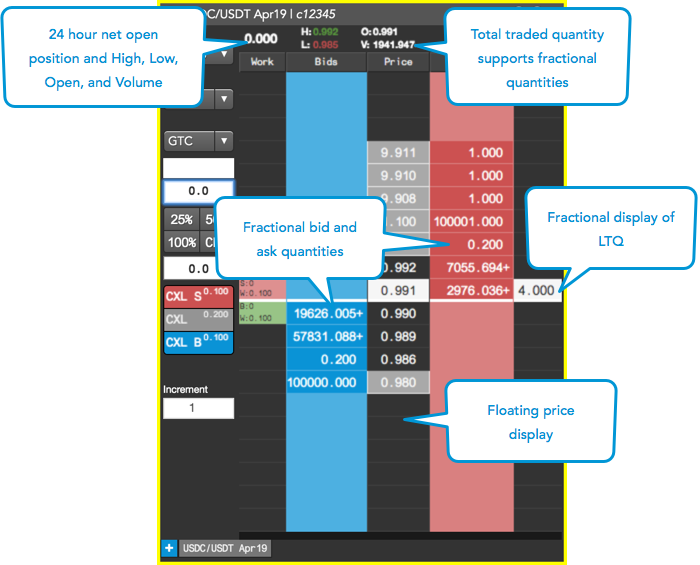 DC/USDT Apr19 | c12345
24 hour net open
position and High, Low,
Open, and Volume
0.000
H:0.992 O:0.991
L: 0.985 V: 1941.947
Total traded quantity
supports fractional
quantities
Work Bids Price
GTC
0.0
25% 50
100% Cl
0.0
CXL S 0.100
CXL 0.200
CXL B 0.100
Increment
1
9.911 1.000
9.910 1.000
9.908 1.000
.100 100001.000
0.200
Fractional bid and
ask quantities
Fractional display of
LTQ
0.992 7055.694+
S:0
W:0.100
0.991 2976.036+ 4.000
B:0
W:0.100
19626.005+ 0.990
57831.088+ 0.989
0.200 0.986
100000.000 0.980
Floating price
display
+ USDC/USDT Apr19